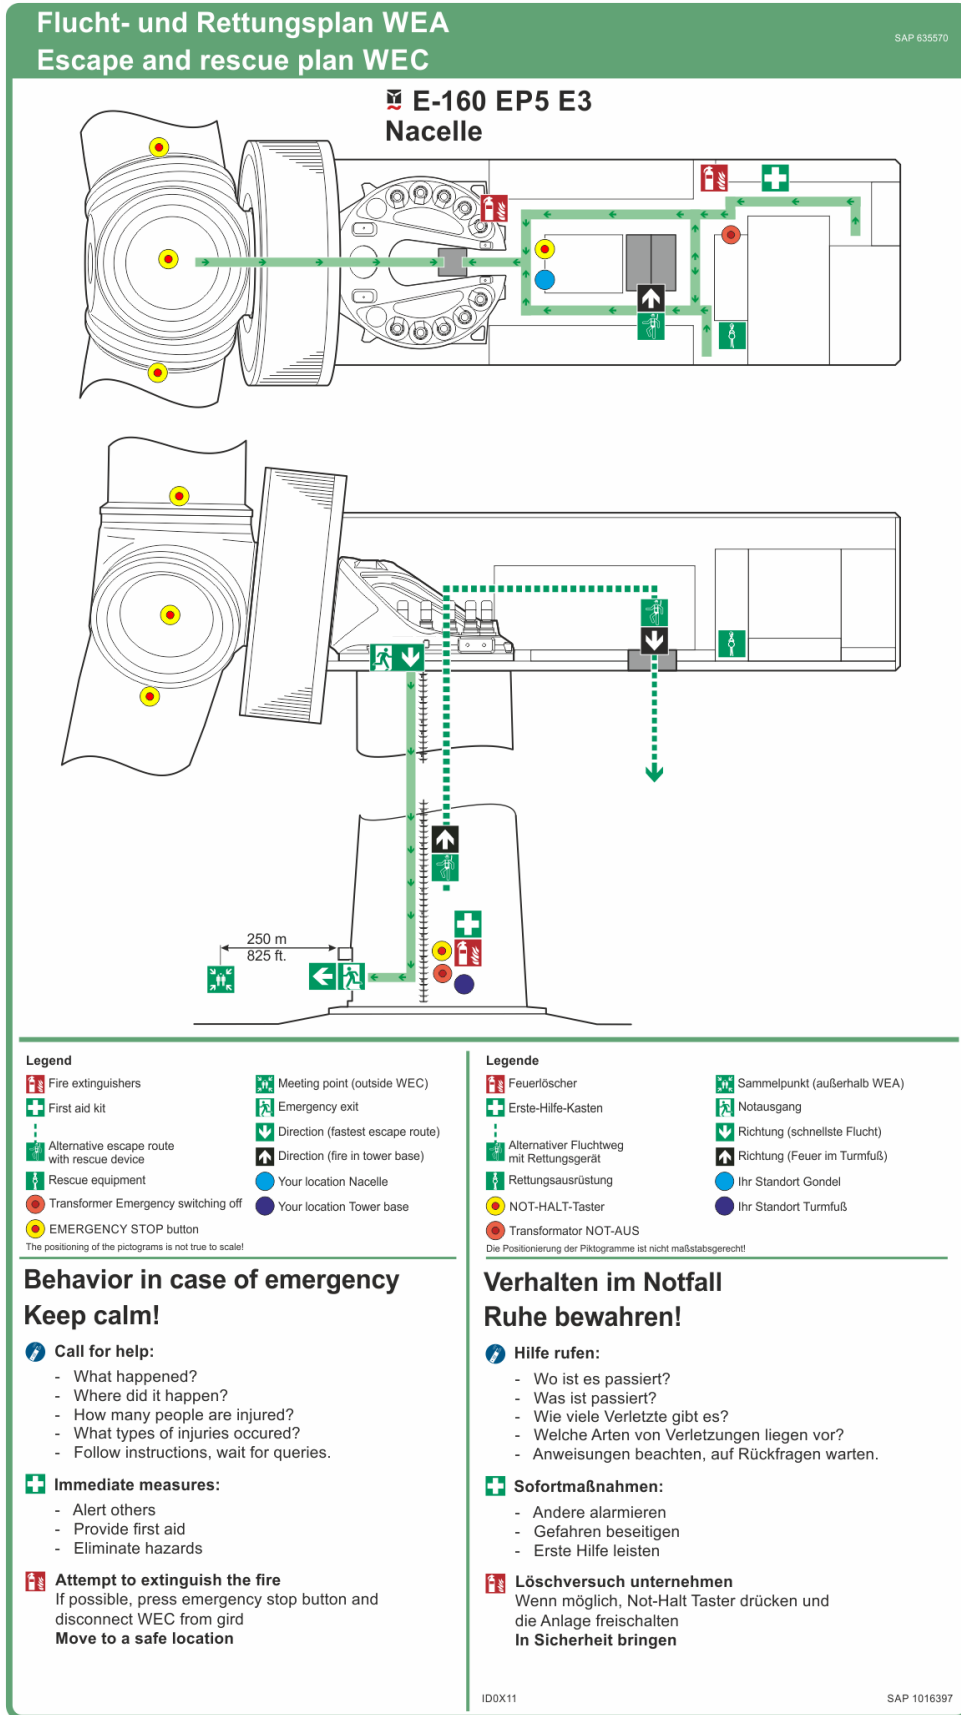 Flucht- und Rettungsplan WEA
Escape and rescue plan WEC
SAP 635570
E-160 EP5 E3
Nacelle
250 m
825 ft.
Legend
Fire extinguishers
First aid kit
Alternative escape route
with rescue device
Rescue equipment
Transformer Emergency switching off
EMERGENCY STOP button
The positioning of the pictograms is not true to scale!
Meeting point (outside WEC)
Emergency exit
Direction (fastest escape route)
Direction (fire in tower base)
Your location Nacelle
Your location Tower base
Legende
Feuerlöscher
Erste-Hilfe-Kasten
Alternativer Fluchtweg
mit Rettungsgerät
Rettungsausrüstung
NOT-HALT-Taster
Transformator NOT-AUS
Die Positionierung der Piktogramme ist nicht maßstabsgerecht!
Sammelpunkt (außerhalb WEA)
Notausgang
Richtung (schnellste Flucht)
Richtung (Feuer im Turmfuß)
Ihr Standort Gondel
Ihr Standort Turmfuß
Behavior in case of emergency
Keep calm!
Call for help:
- What happened?
- Where did it happen?
- How many people are injured?
- What types of injuries occured?
- Follow instructions, wait for queries.
Immediate measures:
- Alert others
- Provide first aid
- Eliminate hazards
Attempt to extinguish the fire
If possible, press emergency stop button and
disconnect WEC from gird
Move to a safe location
Verhalten im Notfall
Ruhe bewahren!
Hilfe rufen:
- Wo ist es passiert?
- Was ist passiert?
- Wie viele Verletzte gibt es?
- Welche Arten von Verletzungen liegen vor?
- Anweisungen beachten, auf Rückfragen warten.
Sofortmaßnahmen:
- Andere alarmieren
- Gefahren beseitigen
- Erste Hilfe leisten
Löschversuch unternehmen
Wenn möglich, Not-Halt Taster drücken und
die Anlage freischalten
In Sicherheit bringen
ID0X11
SAP 1016397